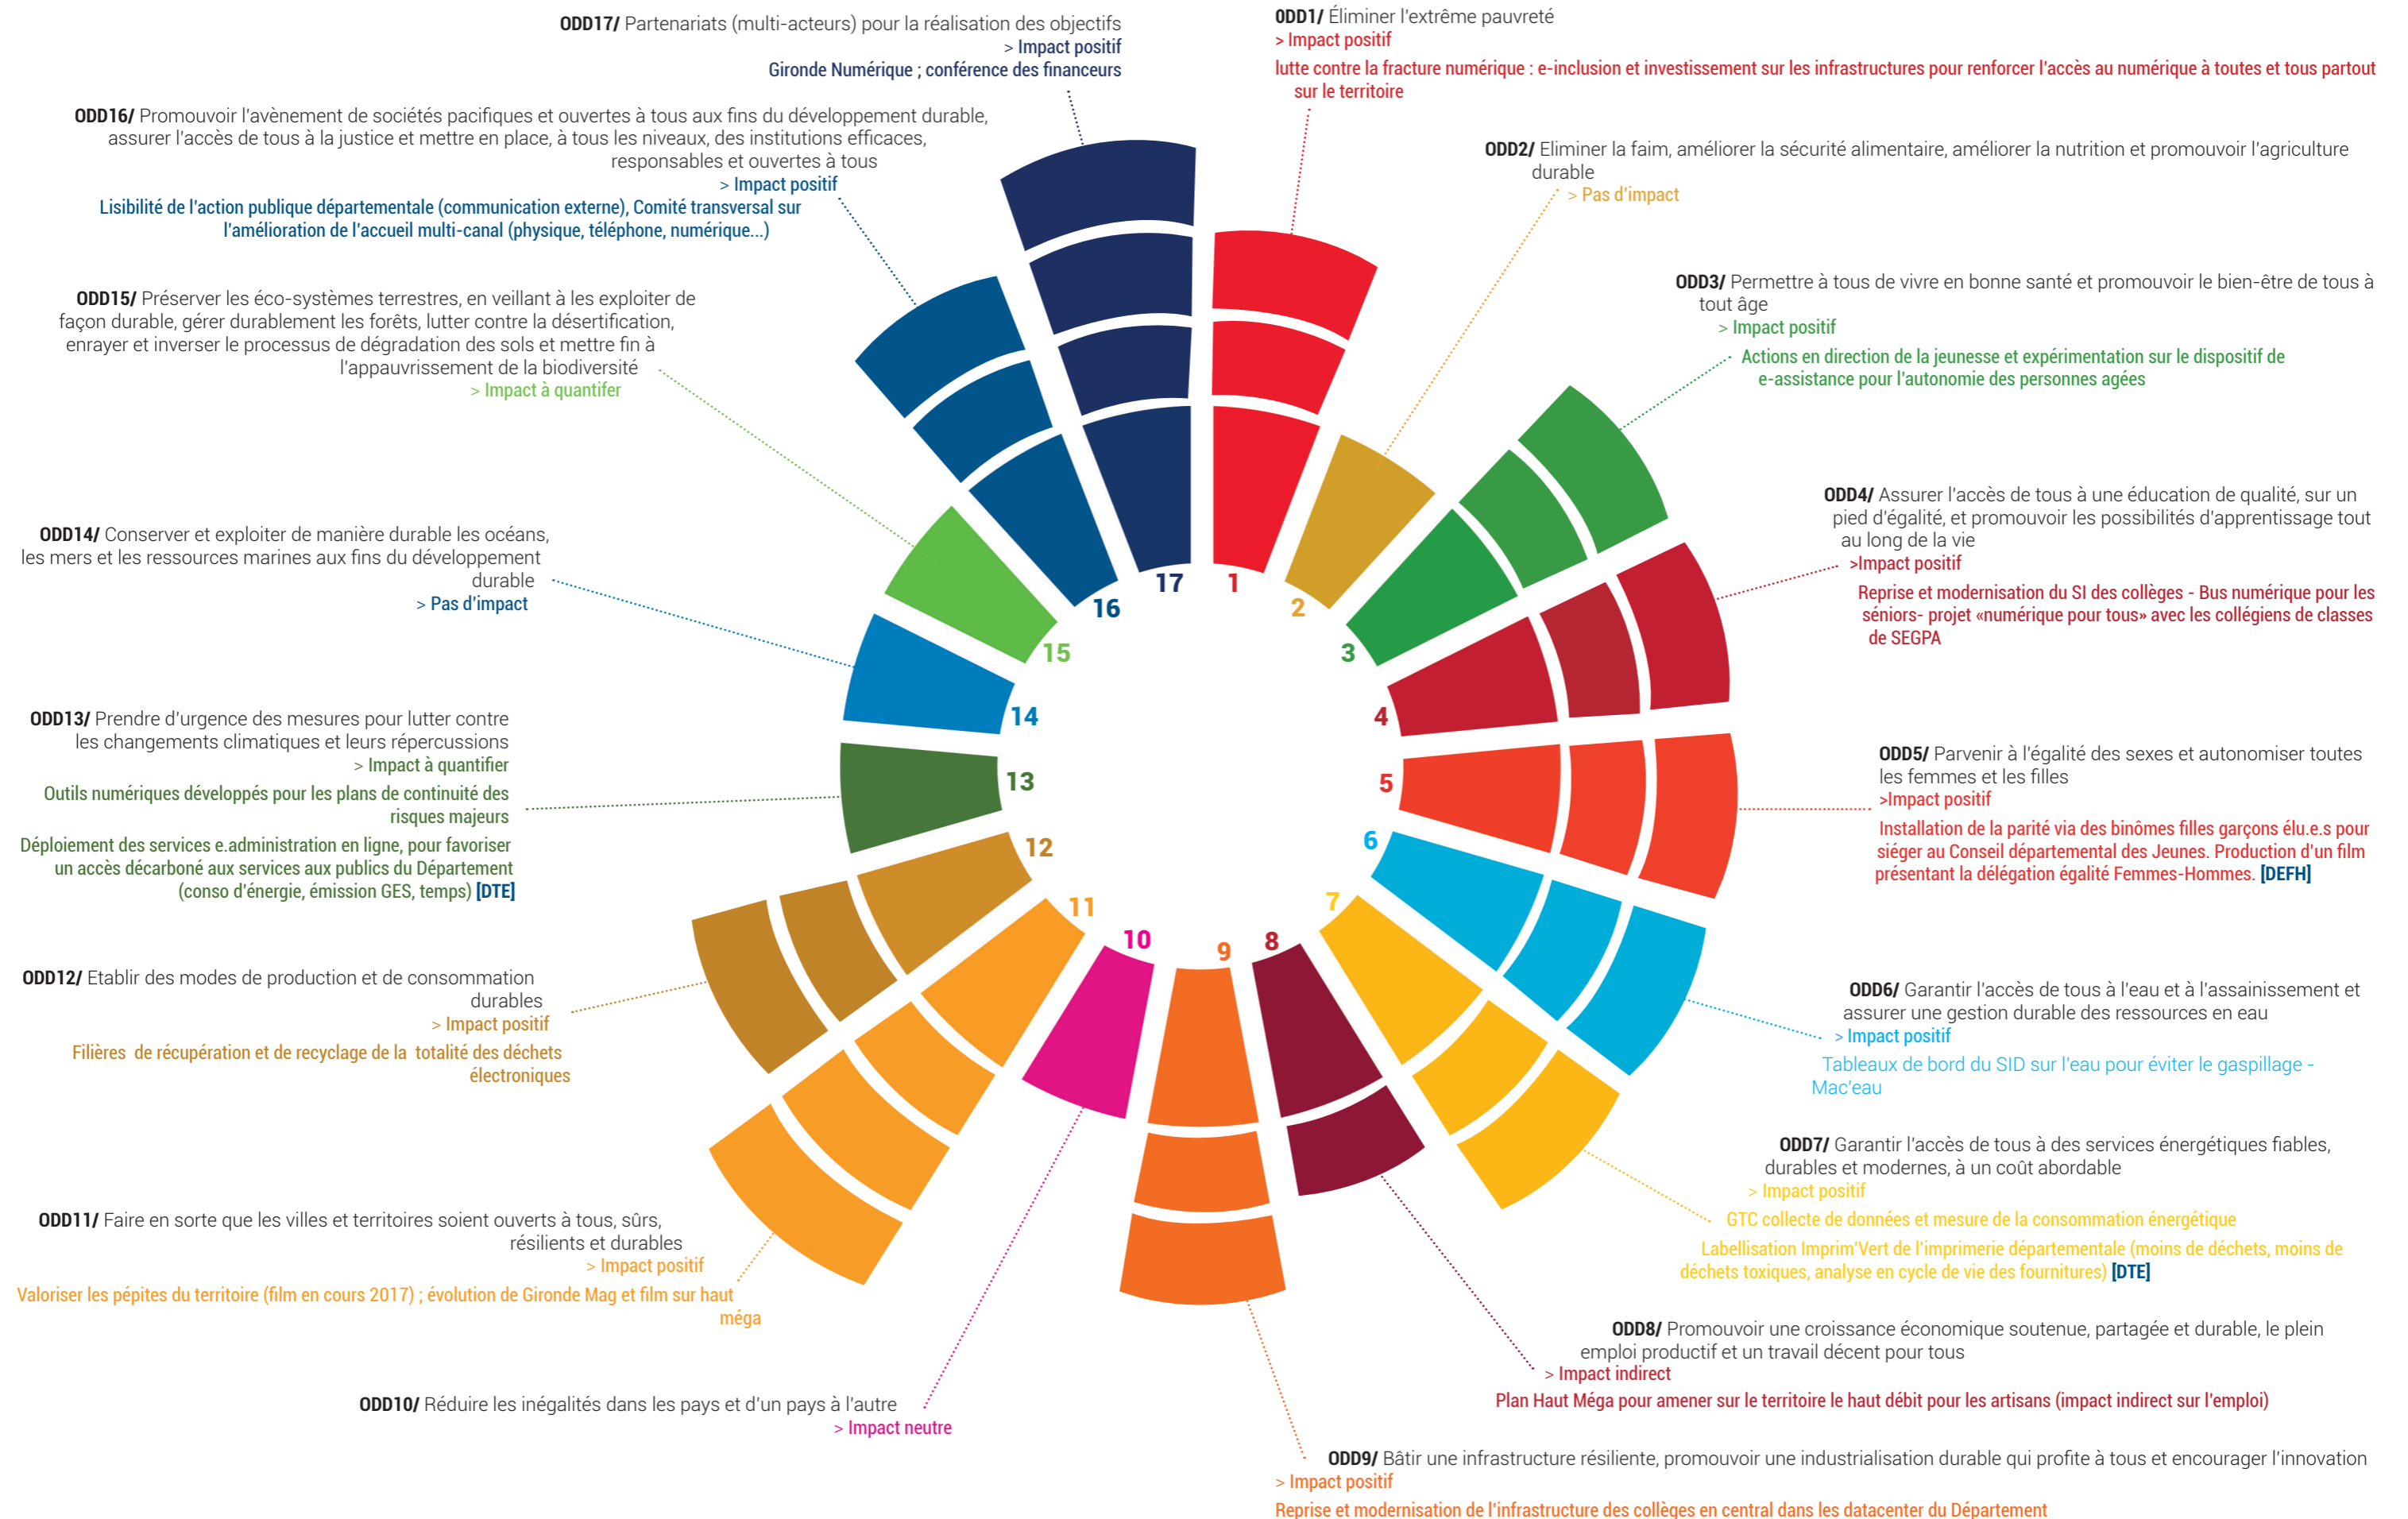 ODD17/ Partenariats (multi-acteurs) pour la réalisation des objectifs
> Impact positif
Gironde Numérique ; conférence des financeurs
ODD1/ Éliminer l'extrême pauvreté
> Impact positif
lutte contre la fracture numérique : e-inclusion et investissement sur les infrastructures pour renforcer l'accès au numérique à toutes et tous partout
sur le territoire
ODD16/ Promouvoir l'avènement de sociétés pacifiques et ouvertes à tous aux fins du développement durable,
assurer l'accès de tous à la justice et mettre en place, à tous les niveaux, des institutions efficaces,
responsables et ouvertes à tous
> Impact positif
Lisibilité de l'action publique départementale (communication externe), Comité transversal sur
l'amélioration de l'accueil multi-canal (physique, téléphone, numérique...)
ODD2/ Eliminer la faim, améliorer la sécurité alimentaire, améliorer la nutrition et promouvoir l'agriculture
durable
> Pas d'impact
ODD15/ Préserver les éco-systèmes terrestres, en veillant à les exploiter de
façon durable, gérer durablement les forêts, lutter contre la désertification,
enrayer et inverser le processus de dégradation des sols et mettre fin à
l'appauvrissement de la biodiversité
> Impact à quantifer
ODD3/ Permettre à tous de vivre en bonne santé et promouvoir le bien-être de tous à
tout âge
> Impact positif
Actions en direction de la jeunesse et expérimentation sur le dispositif de
e-assistance pour l'autonomie des personnes agées
ODD14/ Conserver et exploiter de manière durable les océans,
les mers et les ressources marines aux fins du développement
durable
> Pas d'impact
ODD4/ Assurer l'accès de tous à une éducation de qualité, sur un
pied d'égalité, et promouvoir les possibilités d'apprentissage tout
au long de la vie
>Impact positif
Reprise et modernisation du SI des collèges - Bus numérique pour les
séniors- projet «numérique pour tous» avec les collégiens de classes
de SEGPA
ODD13/ Prendre d'urgence des mesures pour lutter contre
les changements climatiques et leurs répercussions
> Impact à quantifier
Outils numériques développés pour les plans de continuité des
risques majeurs
Déploiement des services e.administration en ligne, pour favoriser
un accès décarboné aux services aux publics du Département
(conso d'énergie, émission GES, temps) [DTE]
ODD5/ Parvenir à l'égalité des sexes et autonomiser toutes
les femmes et les filles
>Impact positif
Installation de la parité via des binômes filles garçons élu.e.s pour
siéger au Conseil départemental des Jeunes. Production d'un film
présentant la délégation égalité Femmes-Hommes. [DEFH]
ODD12/ Etablir des modes de production et de consommation
durables
> Impact positif
Filières de récupération et de recyclage de la totalité des déchets
électroniques
ODD6/ Garantir l'accès de tous à l'eau et à l'assainissement et
assurer une gestion durable des ressources en eau
> Impact positif
Tableaux de bord du SID sur l'eau pour éviter le gaspillage -
Mac'eau
ODD7/ Garantir l'accès de tous à des services énergétiques fiables,
durables et modernes, à un coût abordable
> Impact positif
GTC collecte de données et mesure de la consommation énergétique
Labellisation Imprim'Vert de l'imprimerie départementale (moins de déchets, moins de
déchets toxiques, analyse en cycle de vie des fournitures) [DTE]
ODD11/ Faire en sorte que les villes et territoires soient ouverts à tous, sûrs,
résilients et durables
> Impact positif
Valoriser les pépites du territoire (film en cours 2017) ; évolution de Gironde Mag et film sur haut
méga
ODD8/ Promouvoir une croissance économique soutenue, partagée et durable, le plein
emploi productif et un travail décent pour tous
> Impact indirect
Plan Haut Méga pour amener sur le territoire le haut débit pour les artisans (impact indirect sur l'emploi)
ODD10/ Réduire les inégalités dans les pays et d'un pays à l'autre
> Impact neutre
ODD9/ Bâtir une infrastructure résiliente, promouvoir une industrialisation durable qui profite à tous et encourager l'innovation
> Impact positif
Reprise et modernisation de l'infrastructure des collèges en central dans les datacenter du Département
1
2
3
4
5
6
7
8
9
10
11
12
13
14
15
16
17